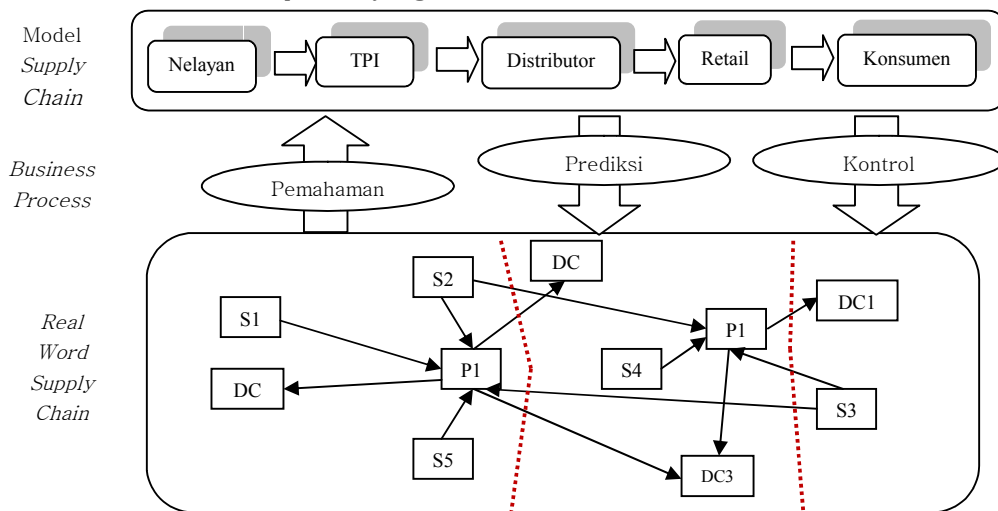 Model
Supply
Chain
Nelayan
TPI
Distributor
Retail
Konsumen
Business
Process
Pemahaman
Prediksi
Kontrol
Real
Word
Supply
Chain
S2
DC
DC1
S1
P1
P1
S4
DC
S3
S5
DC3